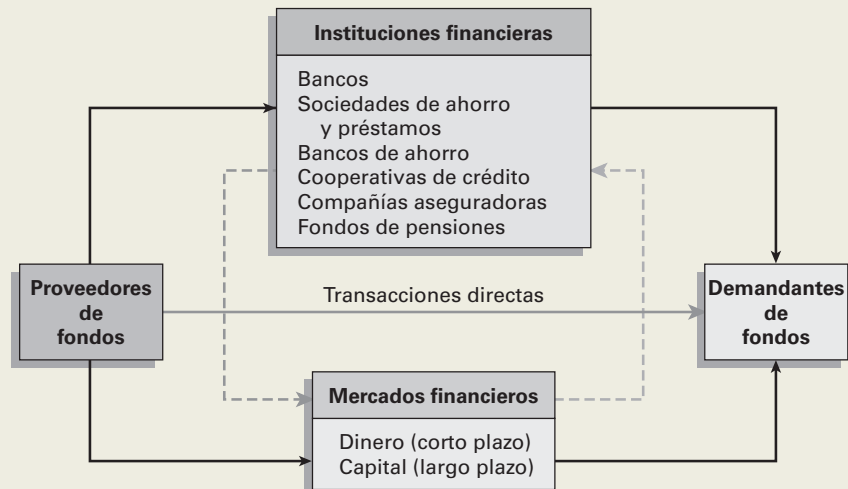 Instituciones financieras
Bancos
Sociedades de ahorro
y préstamos
Bancos de ahorro
Cooperativas de crédito
Compañías aseguradoras
Fondos de pensiones
Proveedores
de
fondos
Transacciones directas
Demandantes
de
fondos
Mercados financieros
Dinero (corto plazo)
Capital (largo plazo)